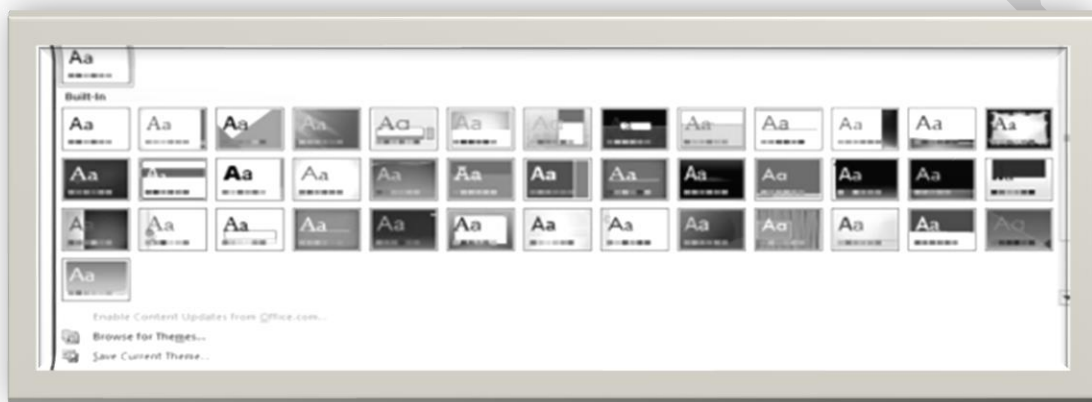 Aa
Built-In
Aa Aa Aa Aa Aa Aa Aa Aa Aa Aa Aa Aa Aa
Aa Aa Aa Aa Aa Aa Aa Aa Aa Aa Aa Aa
Aa Aa Aa Aa Aa Aa Aa Aa Aa Aa Aa Aa Aa
Aa
Enable Content Updates from Office.com...
Browse for Themes...
Save Current Theme...